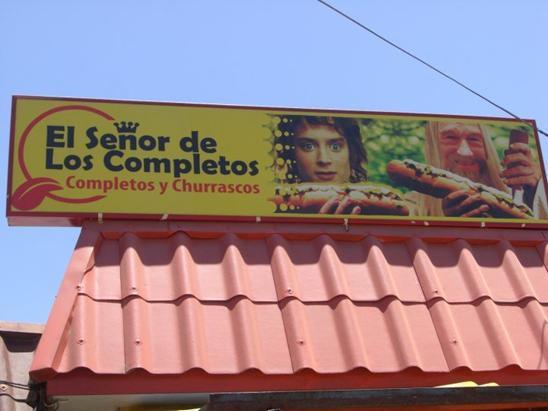 El Señor de
Los Completos
Completos y Churrascos